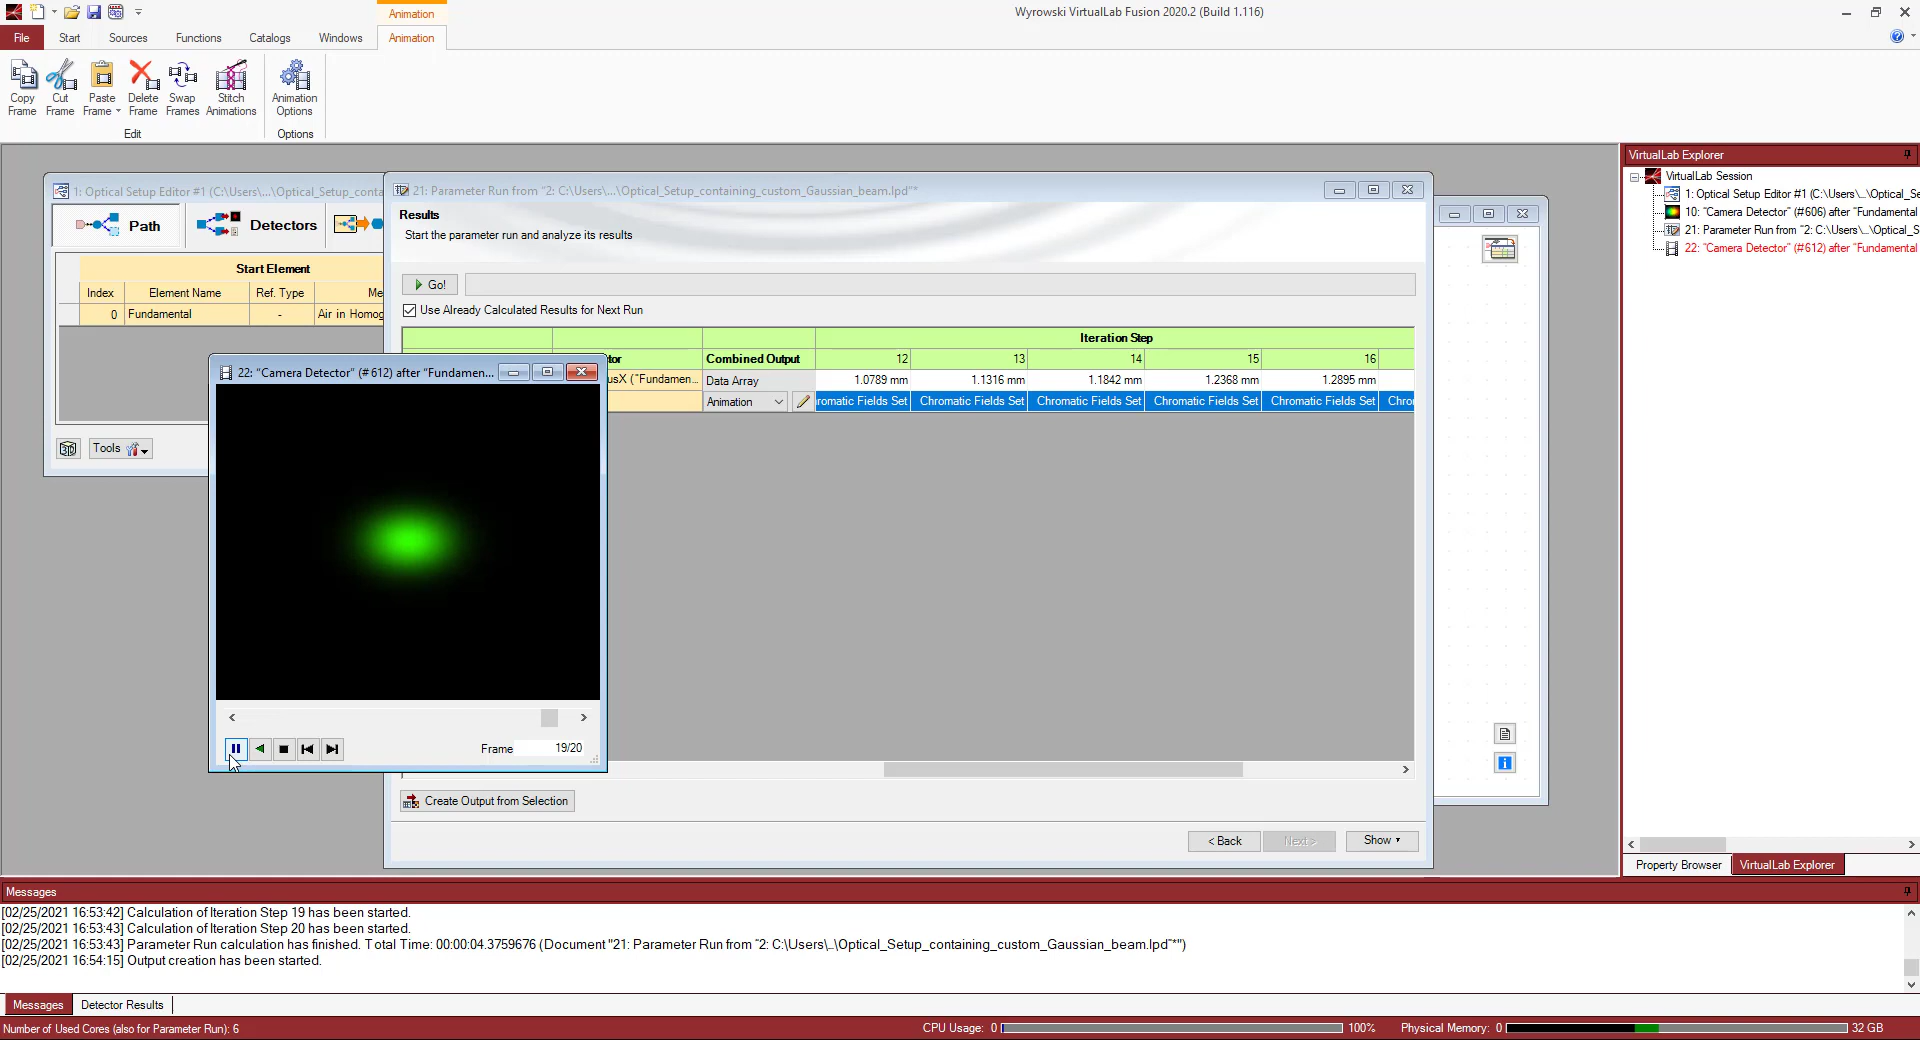 Animation
Wyrowski VirtualLab Fusion 2020.2 (Build 1.116)
File
Start
Sources
Functions
Catalogs
Windows
Animation
Copy Frame
Cut Frame
Paste Frame
Delete Frame
Swap Frames
Stitch Animations
Animation Options
Edit
Options
VirtualLab Explorer
VirtualLab Session
1: Optical Setup Editor #1 (C:\Users\...\Optical_Se
10: "Camera Detector" (#606) after "Fundamental
21: Parameter Run from "2: C:\Users\...\Optical_S
22: "Camera Detector" (#612) after "Fundamental
1: Optical Setup Editor #1 (C:\Users\...\Optical_Setup_conta
Path
Detectors
Start Element
Index
Element Name
Ref. Type
Me
0
Fundamental
-
Air in Homog
3D
Tools
21: Parameter Run from "2: C:\Users\...\Optical_Setup_containing_custom_Gaussian_beam.lpd"*
Results
Start the parameter run and analyze its results
Go!
Use Already Calculated Results for Next Run
Iteration Step
tor
Combined Output
12
13
14
15
16
usX ("Fundamen...
Data Array
1.0789 mm
1.1316 mm
1.1842 mm
1.2368 mm
1.2895 mm
Animation
romatic Fields Set
Chromatic Fields Set
Chromatic Fields Set
Chromatic Fields Set
Chromatic Fields Set
Chro
22: "Camera Detector" (#612) after "Fundamen...
Frame
19/20
Create Output from Selection
< Back
Next >
Show
Property Browser
VirtualLab Explorer
Messages
[02/25/2021 16:53:42] Calculation of Iteration Step 19 has been started.
[02/25/2021 16:53:43] Calculation of Iteration Step 20 has been started.
[02/25/2021 16:53:43] Parameter Run calculation has finished. Total Time: 00:00:04.3759676 (Document "21: Parameter Run from "2: C:\Users\...\Optical_Setup_containing_custom_Gaussian_beam.lpd"*")
[02/25/2021 16:54:15] Output creation has been started.
Messages
Detector Results
Number of Used Cores (also for Parameter Run): 6
CPU Usage: 0
100%
Physical Memory: 0
32 GB